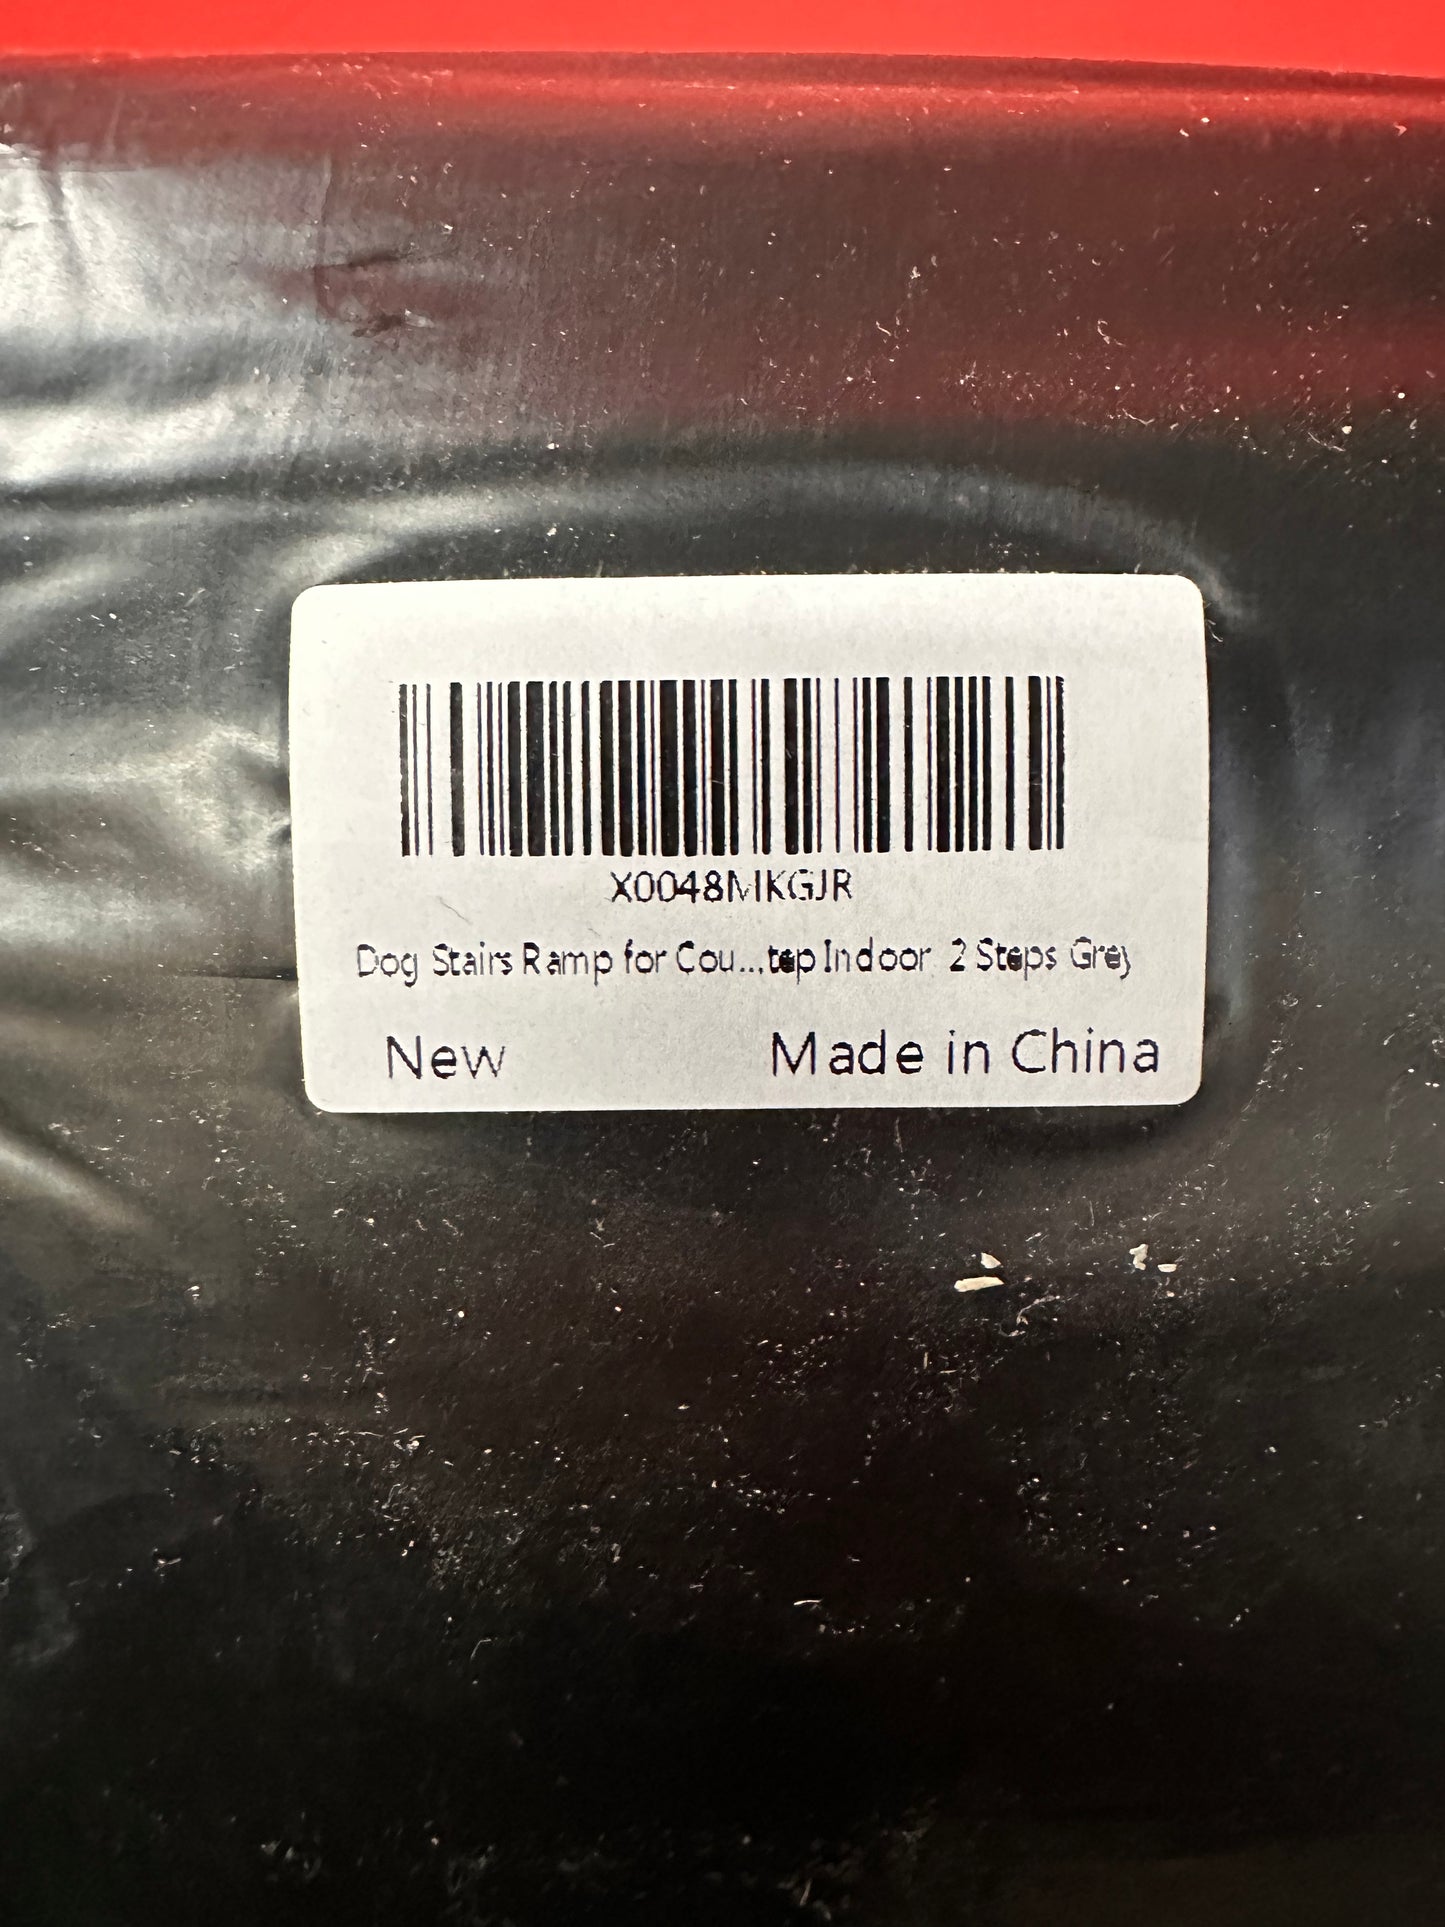 X0048MKGJR
Dog Stairs Ramp for Cou...tep Indoor 2 Steps Grey
New Made in China